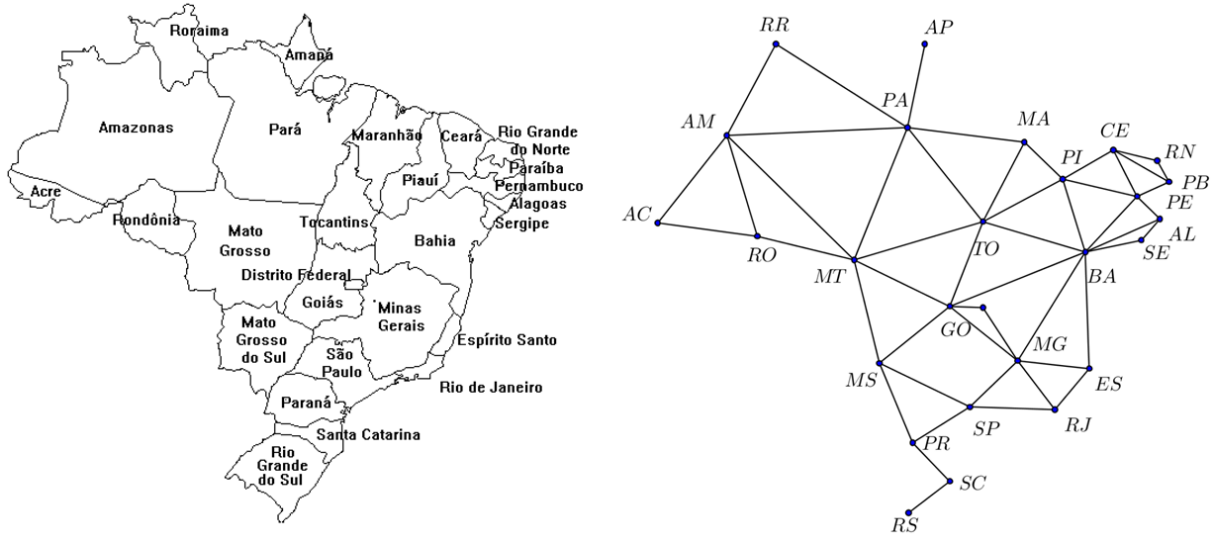 Roraima
Amaná
Amazonas
Pará
Maranhão
Ceará
Rio Grande
do Norte
Paraíba
Piauí
Pernambuco
Acre
Alagoas
Rondônia
Tocantins
Sergipe
Mato
Grosso
Bahia
Distrito Federal
Goiás
Minas
Gerais
Mato
Grosso
do Sul
Espírito Santo
São
Paulo
Rio de Janeiro
Paraná
Santa Catarina
Rio
Grande
do Sul
RR
AP
PA
AM
MA
CE
RN
PI
PB
PE
AC
AL
RO
TO
SE
MT
BA
GO
MG
MS
ES
SP
RJ
PR
SC
RS